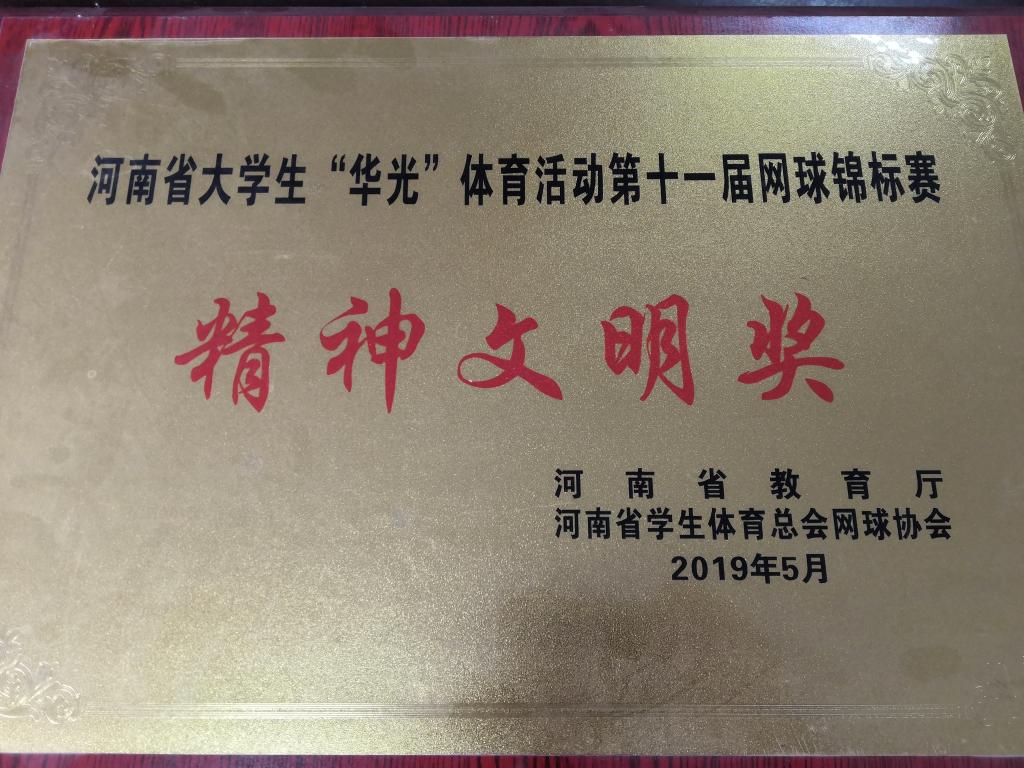 河南省大学生“华光”体育活动第十一届网球锦标赛
精神文明奖
河南省教育厅
河南省学生体育总会网球协会
2019年5月